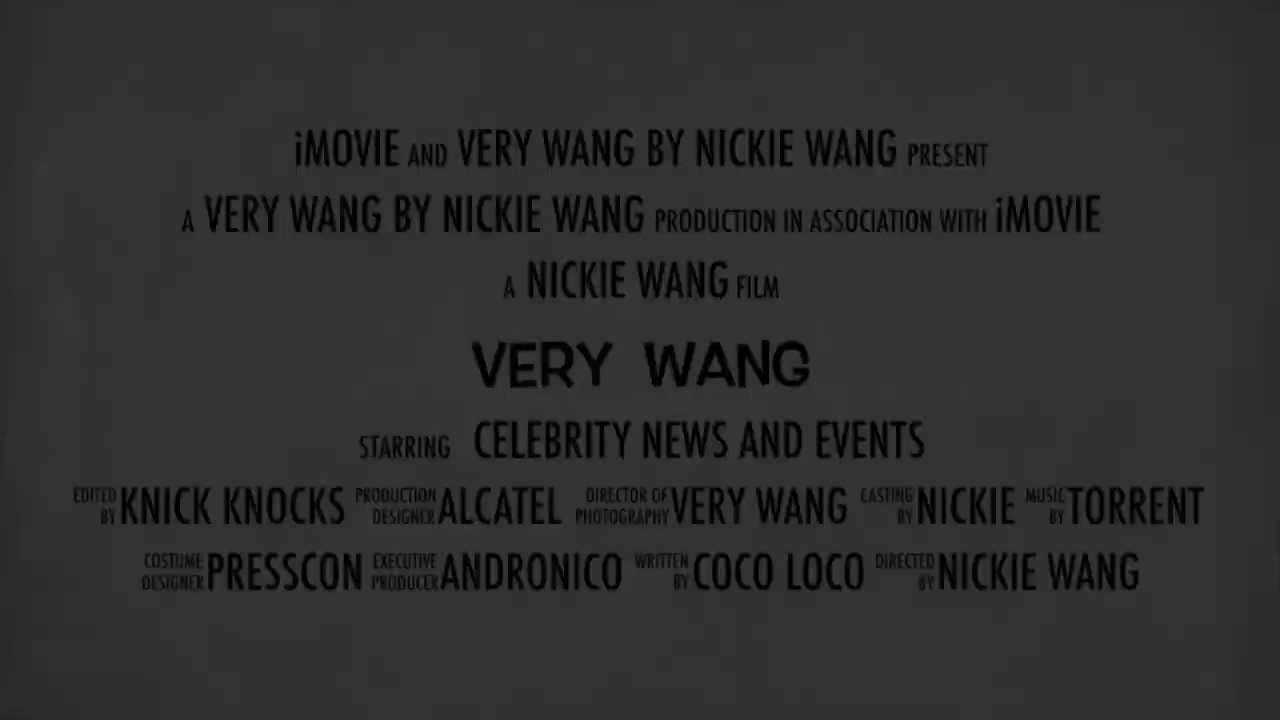 iMOVIE AND VERY WANG BY NICKIE WANG PRESENT
A VERY WANG BY NICKIE WANG PRODUCTION IN ASSOCIATION WITH iMOVIE
A NICKIE WANG FILM
VERY WANG
STARRING CELEBRITY NEWS AND EVENTS
EDITED BY KNICK KNOCKS PRODUCTION DESIGNER ALCATEL DIRECTOR OF PHOTOGRAPHY VERY WANG CASTING BY NICKIE MUSIC BY TORRENT
COSTUME DESIGNER PRESSCON EXECUTIVE PRODUCER ANDRONICO WRITTEN BY COCO LOCO DIRECTED BY NICKIE WANG